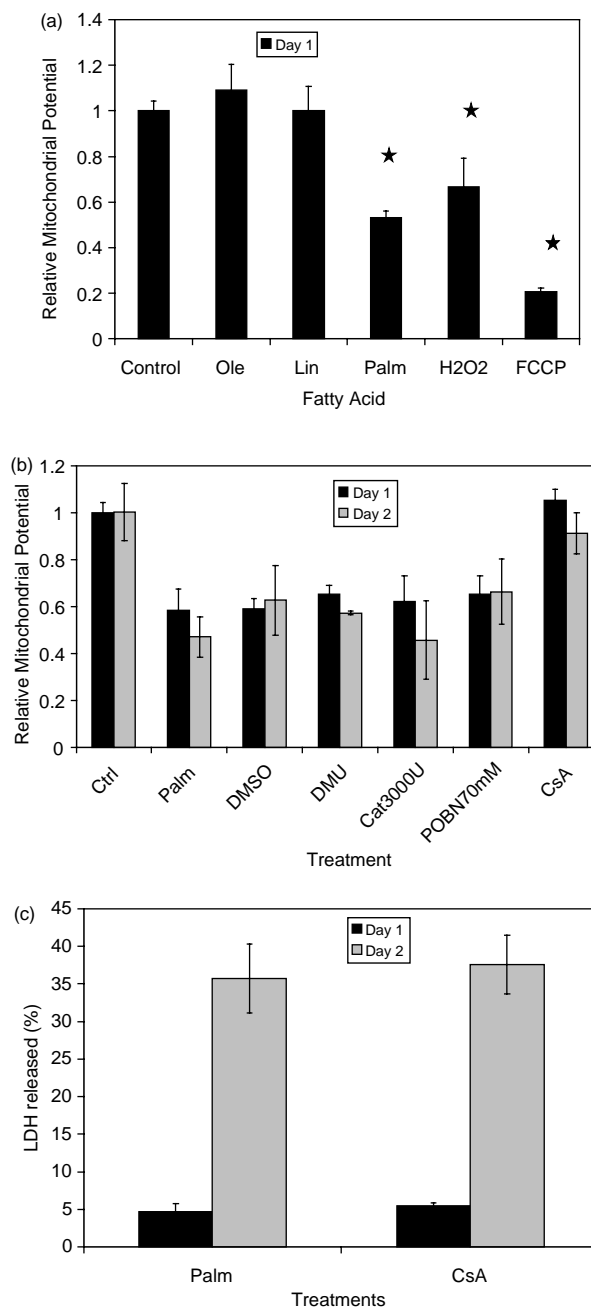 (a)
Relative Mitochondrial Potential
1.4
1.2
1
0.8
0.6
0.4
0.2
0
Day 1
Control Ole Lin Palm H2O2 FCCP
Fatty Acid
(b)
Relative Mitochondrial Potential
1.2
1
0.8
0.6
0.4
0.2
0
Day 1
Day 2
Ctrl Palm DMSO DMU Cat3000U POBN70mM CsA
Treatment
(c)
LDH released (%)
45
40
35
30
25
20
15
10
5
0
Day 1
Day 2
Palm CsA
Treatments